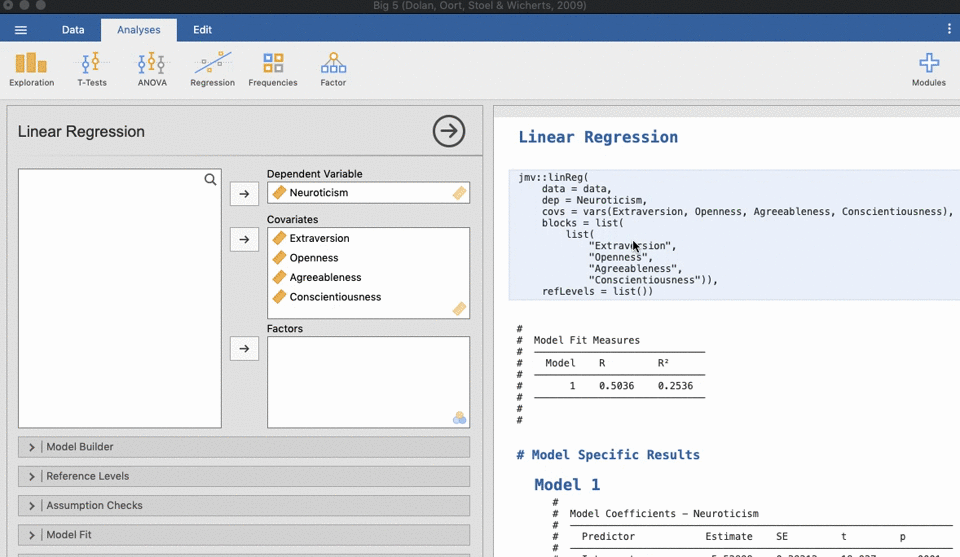 Big 5 (Dolan, Oort, Stoel & Wicherts, 2009)
Data Analyses Edit
Exploration T-Tests ANOVA Regression Frequencies Factor Modules
Linear Regression
Dependent Variable
Neuroticism
Covariates
Extraversion
Openness
Agreeableness
Conscientiousness
Factors
Model Builder
Reference Levels
Assumption Checks
Model Fit
Linear Regression
jmv::linReg(
data = data,
dep = Neuroticism,
covs = vars(Extraversion, Openness, Agreeableness, Conscientiousness),
blocks = list(
list(
"Extraversion",
"Openness",
"Agreeableness",
"Conscientiousness")),
refLevels = list())
#
# Model Fit Measures
#
# Model R R²
#
# 1 0.5036 0.2536
#
#
#
# Model Specific Results
Model 1
#
# Model Coefficients – Neuroticism
#
# Predictor Estimate SE t p
#